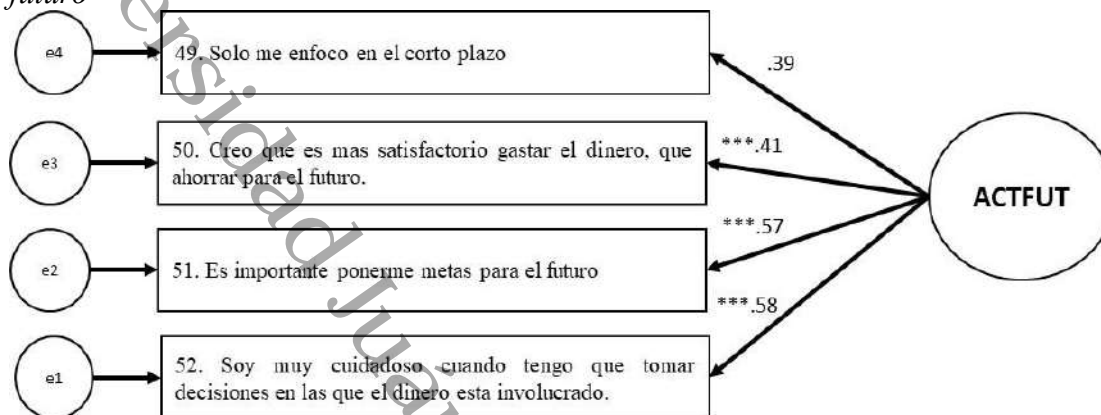 futuro
e4
49. Solo me enfoco en el corto plazo
.39
e3
50. Creo que es mas satisfactorio gastar el dinero, que
ahorrar para el futuro.
***.41
ACTFUT
***.57
e2
51. Es importante ponerme metas para el futuro
***.58
e1
52. Soy muy cuidadoso cuando tengo que tomar
decisiones en las que el dinero esta involucrado.
ersidad Juá